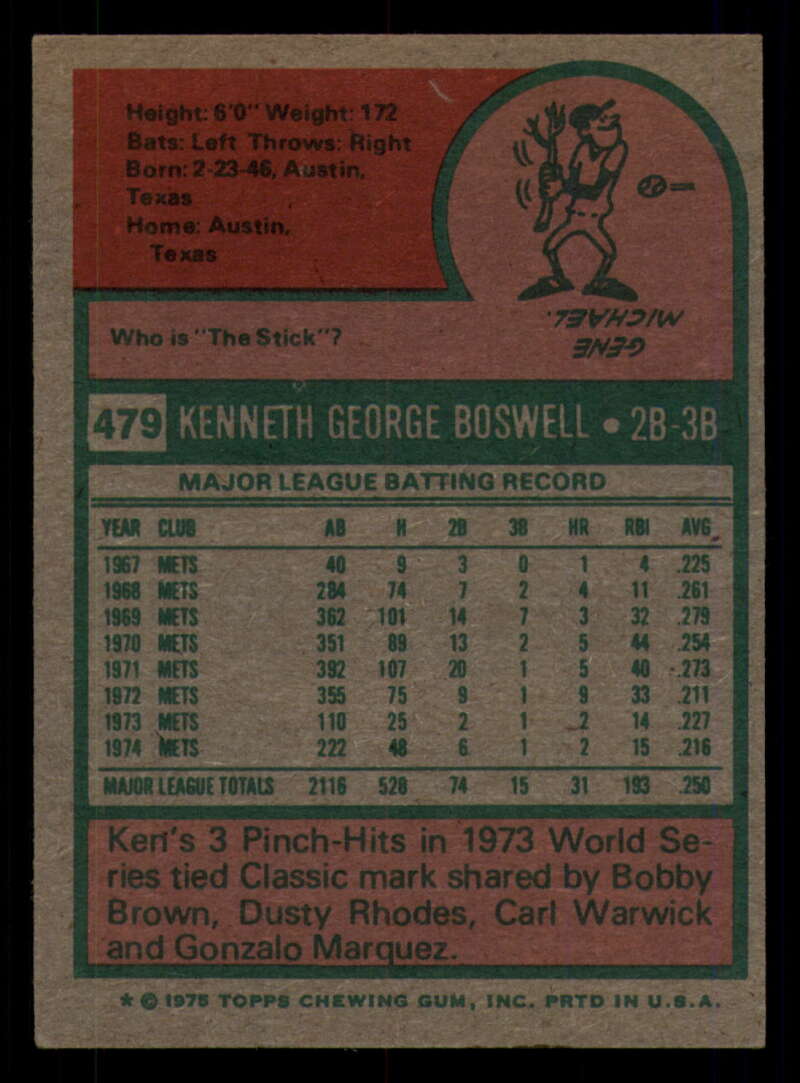 Height: 6'0" Weight: 172
Bats: Left Throws: Right
Born: 2-23-46, Austin,
Texas
Home: Austin,
Texas
Who is "The Stick"?
GENE
MICHAEL.
479 KENNETH GEORGE BOSWELL • 2B-3B
MAJOR LEAGUE BATTING RECORD
YEAR CLUB AB H 2B 3B HR RBI AVG.
1967 METS 40 9 3 0 1 4 .225
1968 METS 284 74 7 2 4 11 .261
1969 METS 362 101 14 7 3 32 .279
1970 METS 351 89 13 2 5 44 .254
1971 METS 392 107 20 1 5 40 .273
1972 METS 355 75 9 1 9 33 .211
1973 METS 110 25 2 1 2 14 .227
1974 METS 222 48 6 1 2 15 .216
MAJOR LEAGUE TOTALS 2116 528 74 15 31 193 .250
Ken's 3 Pinch-Hits in 1973 World Se-
ries tied Classic mark shared by Bobby
Brown, Dusty Rhodes, Carl Warwick
and Gonzalo Marquez.
* © 1975 TOPPS CHEWING GUM, INC. PRTD IN U.S.A.